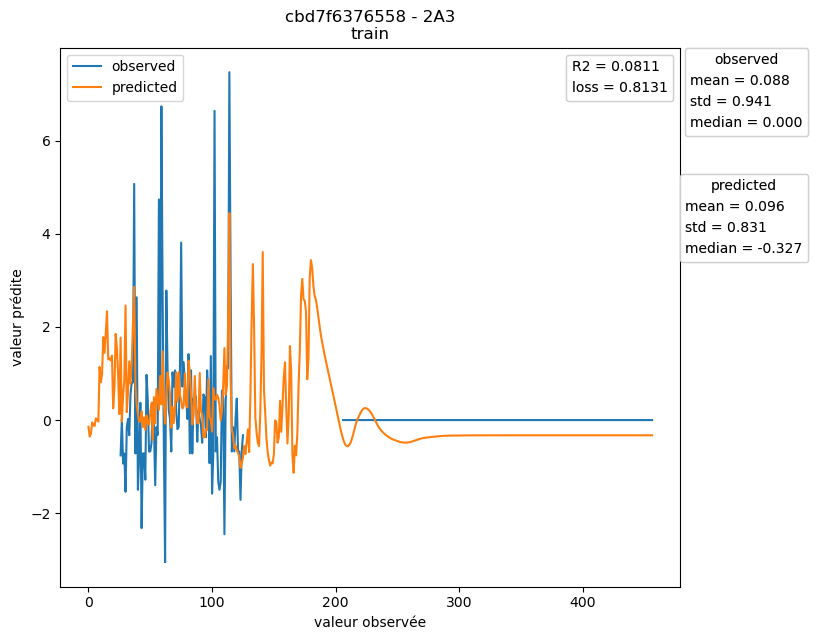 cbd7f6376558 - 2A3
train
observed
predicted
R2 = 0.0811
loss = 0.8131
observed
mean = 0.088
std = 0.941
median = 0.000
predicted
mean = 0.096
std = 0.831
median = -0.327
valeur prédite
6
4
2
0
−2
0
100
200
300
400
valeur observée